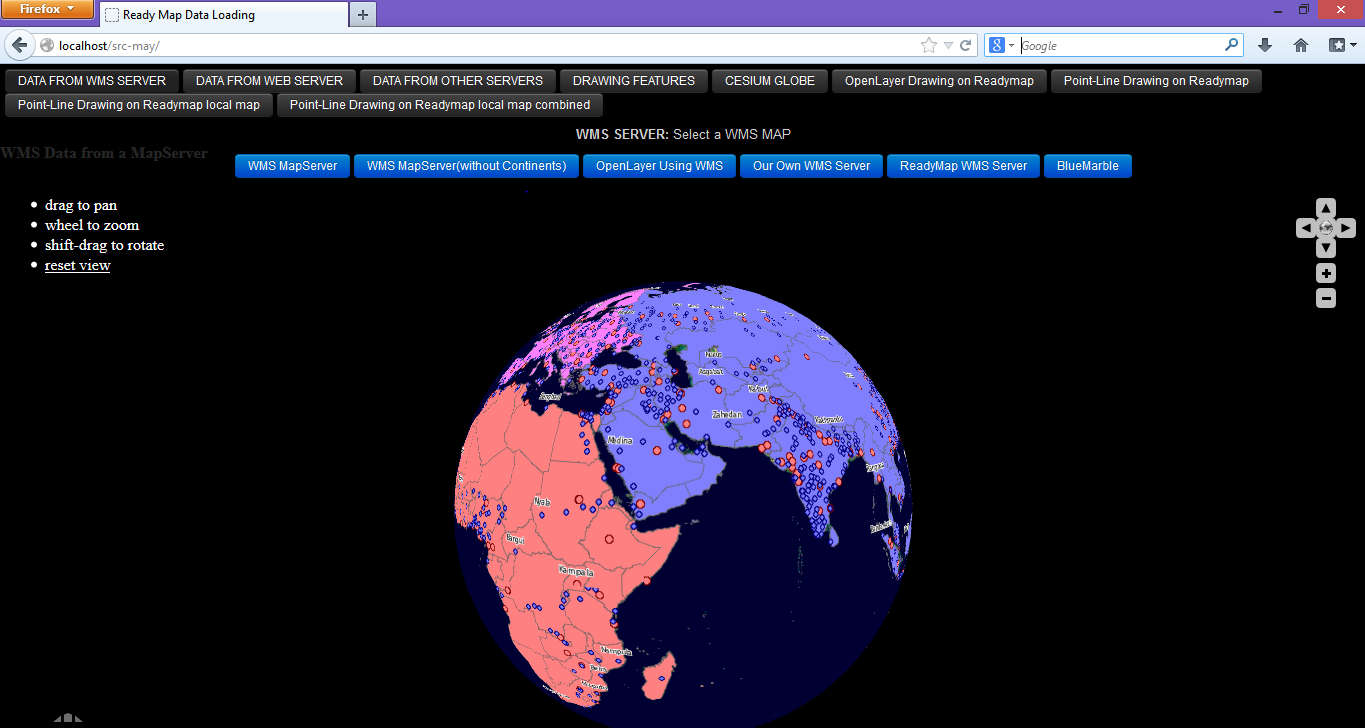 Firefox
Ready Map Data Loading
localhost/src-may/
Google
DATA FROM WMS SERVER
DATA FROM WEB SERVER
DATA FROM OTHER SERVERS
DRAWING FEATURES
CESIUM GLOBE
OpenLayer Drawing on Readymap
Point-Line Drawing on Readymap
Point-Line Drawing on Readymap local map
Point-Line Drawing on Readymap local map combined
WMS SERVER: Select a WMS MAP
WMS Data from a MapServer
WMS MapServer
WMS MapServer(without Continents)
OpenLayer Using WMS
Our Own WMS Server
ReadyMap WMS Server
BlueMarble
drag to pan
wheel to zoom
shift-drag to rotate
reset view
Zahedan
Medina
Nyala
Kampala
Nampula